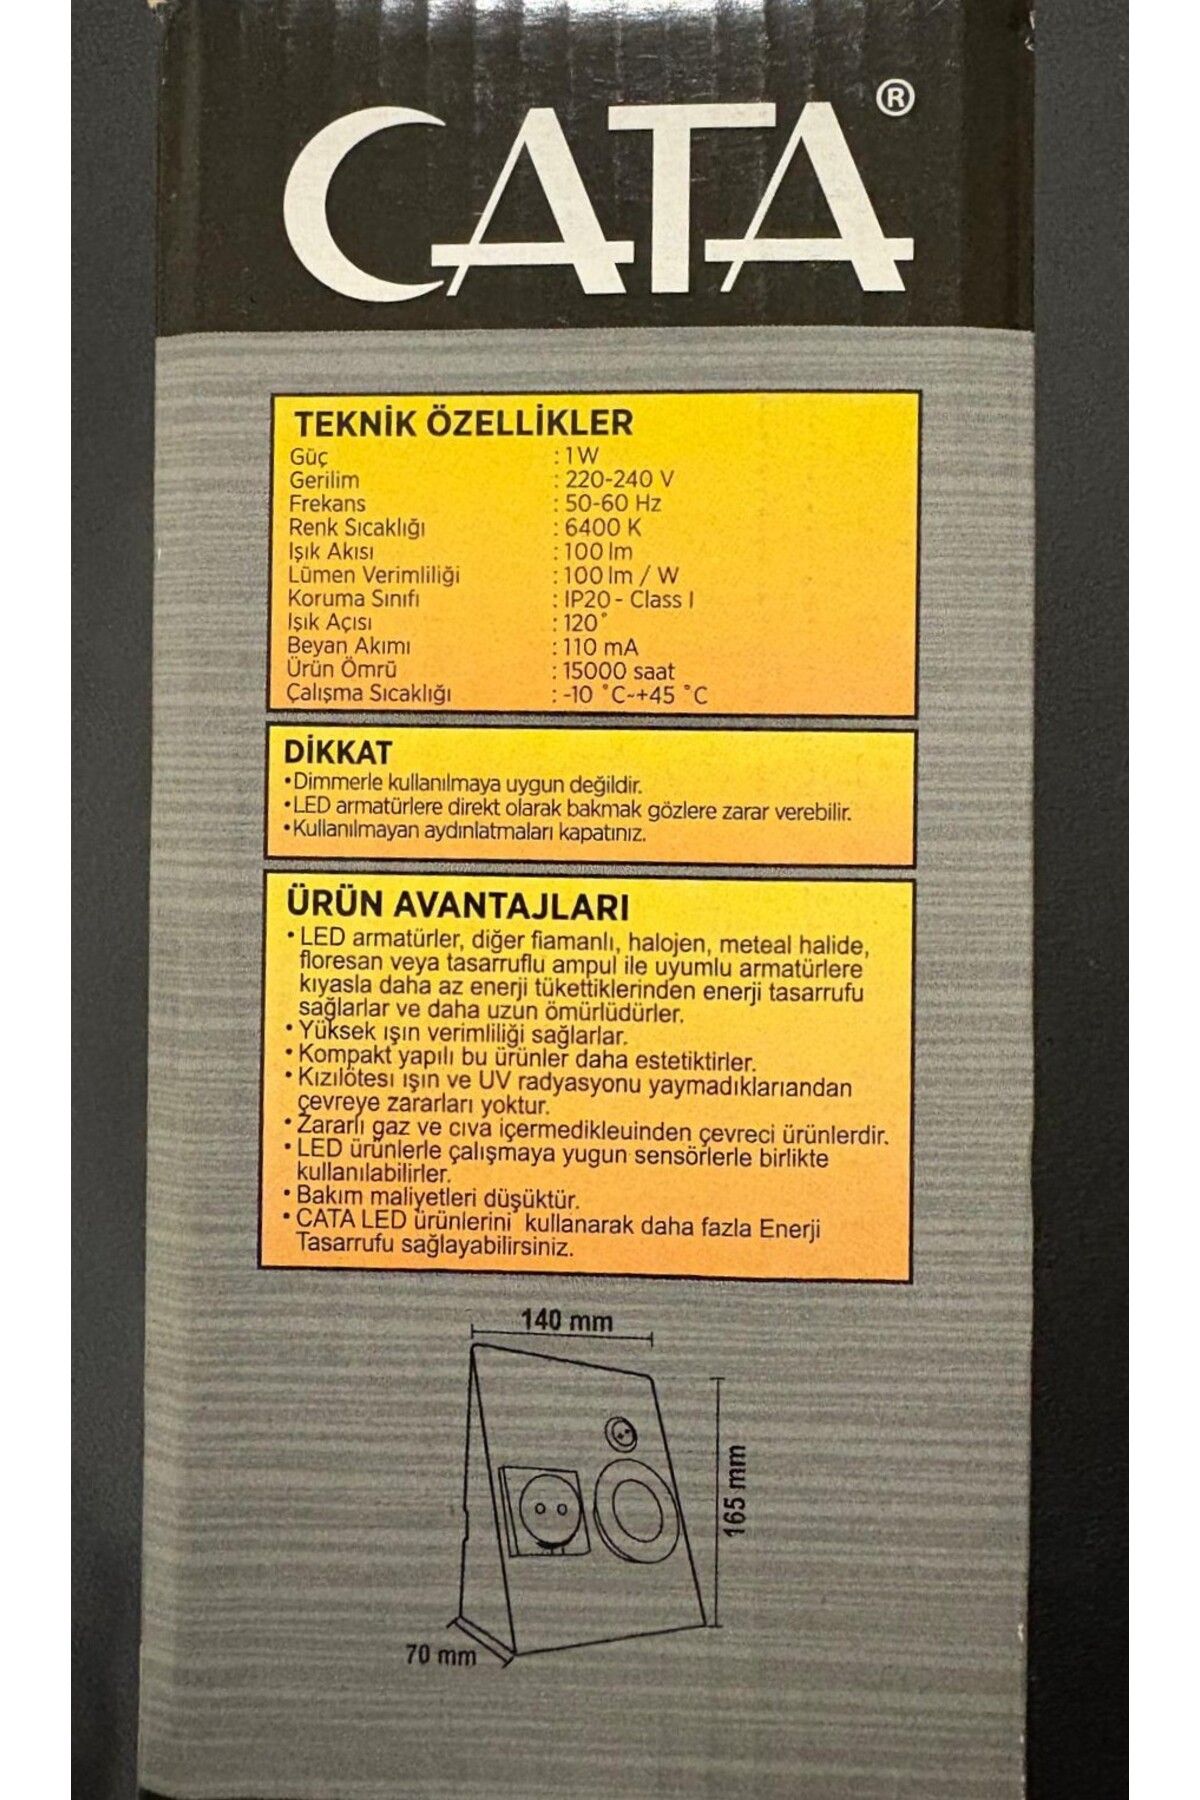 CATA®
TEKNİK ÖZELLİKLER
Güç : 1 W
Gerilim : 220-240 V
Frekans : 50-60 Hz
Renk Sıcaklığı : 6400 K
Işık Akısı : 100 lm
Lümen Verimliliği : 100 lm / W
Koruma Sınıfı : IP20 - Class I
Işık Açısı : 120°
Beyan Akımı : 110 mA
Ürün Ömrü : 15000 saat
Çalışma Sıcaklığı : -10 °C~+45 °C
DİKKAT
•Dimmerle kullanılmaya uygun değildir.
•LED armatürlere direkt olarak bakmak gözlere zarar verebilir.
•Kullanılmayan aydınlatmaları kapatınız.
ÜRÜN AVANTAJLARI
• LED armatürler, diğer fiamanlı, halojen, meteal halide,
floresan veya tasarruflu ampul ile uyumlu armatürlere
kıyasla daha az enerji tükettiklerinden enerji tasarrufu
sağlarlar ve daha uzun ömürlüdürler.
• Yüksek ışın verimliliği sağlarlar.
• Kompakt yapılı bu ürünler daha estetiktirler.
• Kızılötesi ışın ve UV radyasyonu yaymadıklarıandan
çevreye zararları yoktur.
• Zararlı gaz ve cıva içermedikleuinden çevreci ürünlerdir.
• LED ürünlerle çalışmaya yugun sensörlerle birlikte
kullanılabilirler.
• Bakım maliyetleri düşüktür.
• CATA LED ürünlerini kullanarak daha fazla Enerji
Tasarrufu sağlayabilirsiniz.
140 mm
165 mm
70 mm